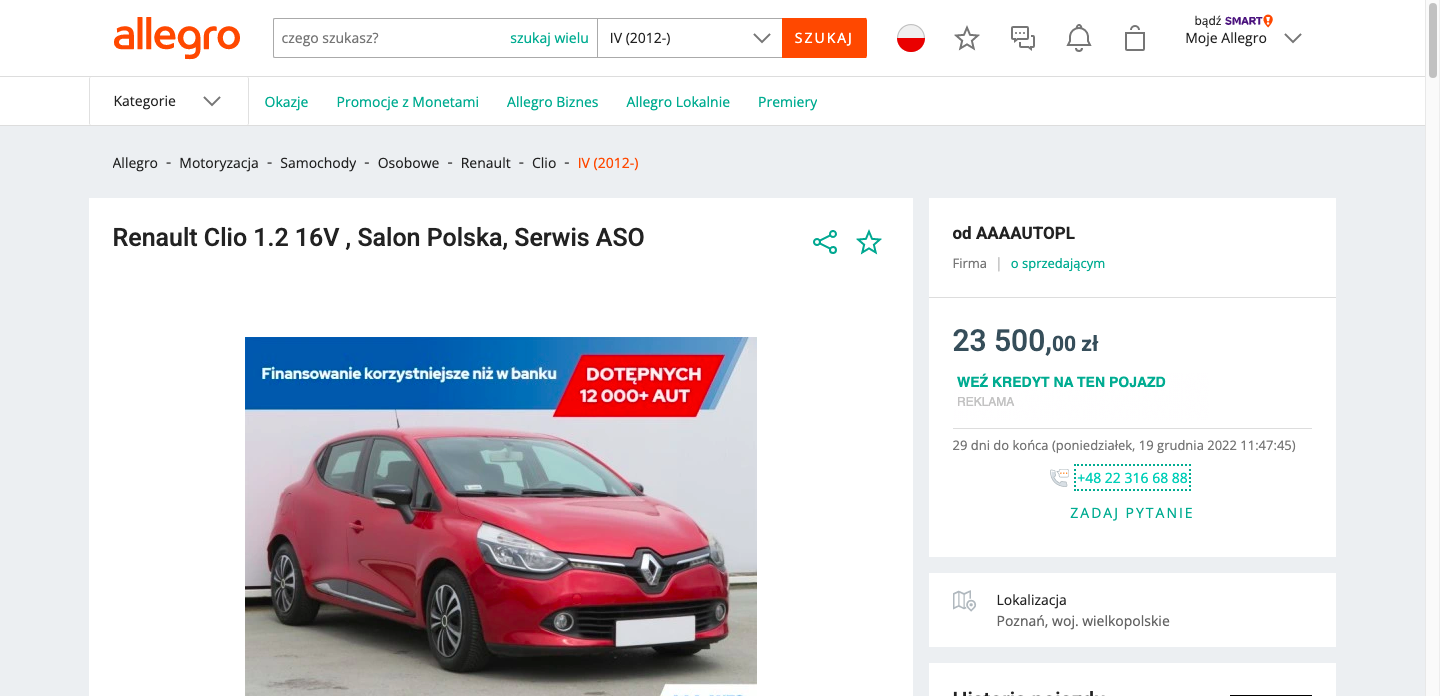 allegro
czego szukasz?
szukaj wielu
IV (2012-)
SZUKAJ
bądź SMART!
Moje Allegro
Kategorie
Okazje
Promocje z Monetami
Allegro Biznes
Allegro Lokalnie
Premiery
Allegro - Motoryzacja - Samochody - Osobowe - Renault - Clio - IV (2012-)
Renault Clio 1.2 16V , Salon Polska, Serwis ASO
Finansowanie korzystniejsze niż w banku
DOTĘPNYCH
12 000+ AUT
od AAAAUTOPL
Firma | o sprzedającym
23 500,00 zł
WEŹ KREDYT NA TEN POJAZD
REKLAMA
29 dni do końca (poniedziałek, 19 grudnia 2022 11:47:45)
+48 22 316 68 88
ZADAJ PYTANIE
Lokalizacja
Poznań, woj. wielkopolskie
Historia pojazdu